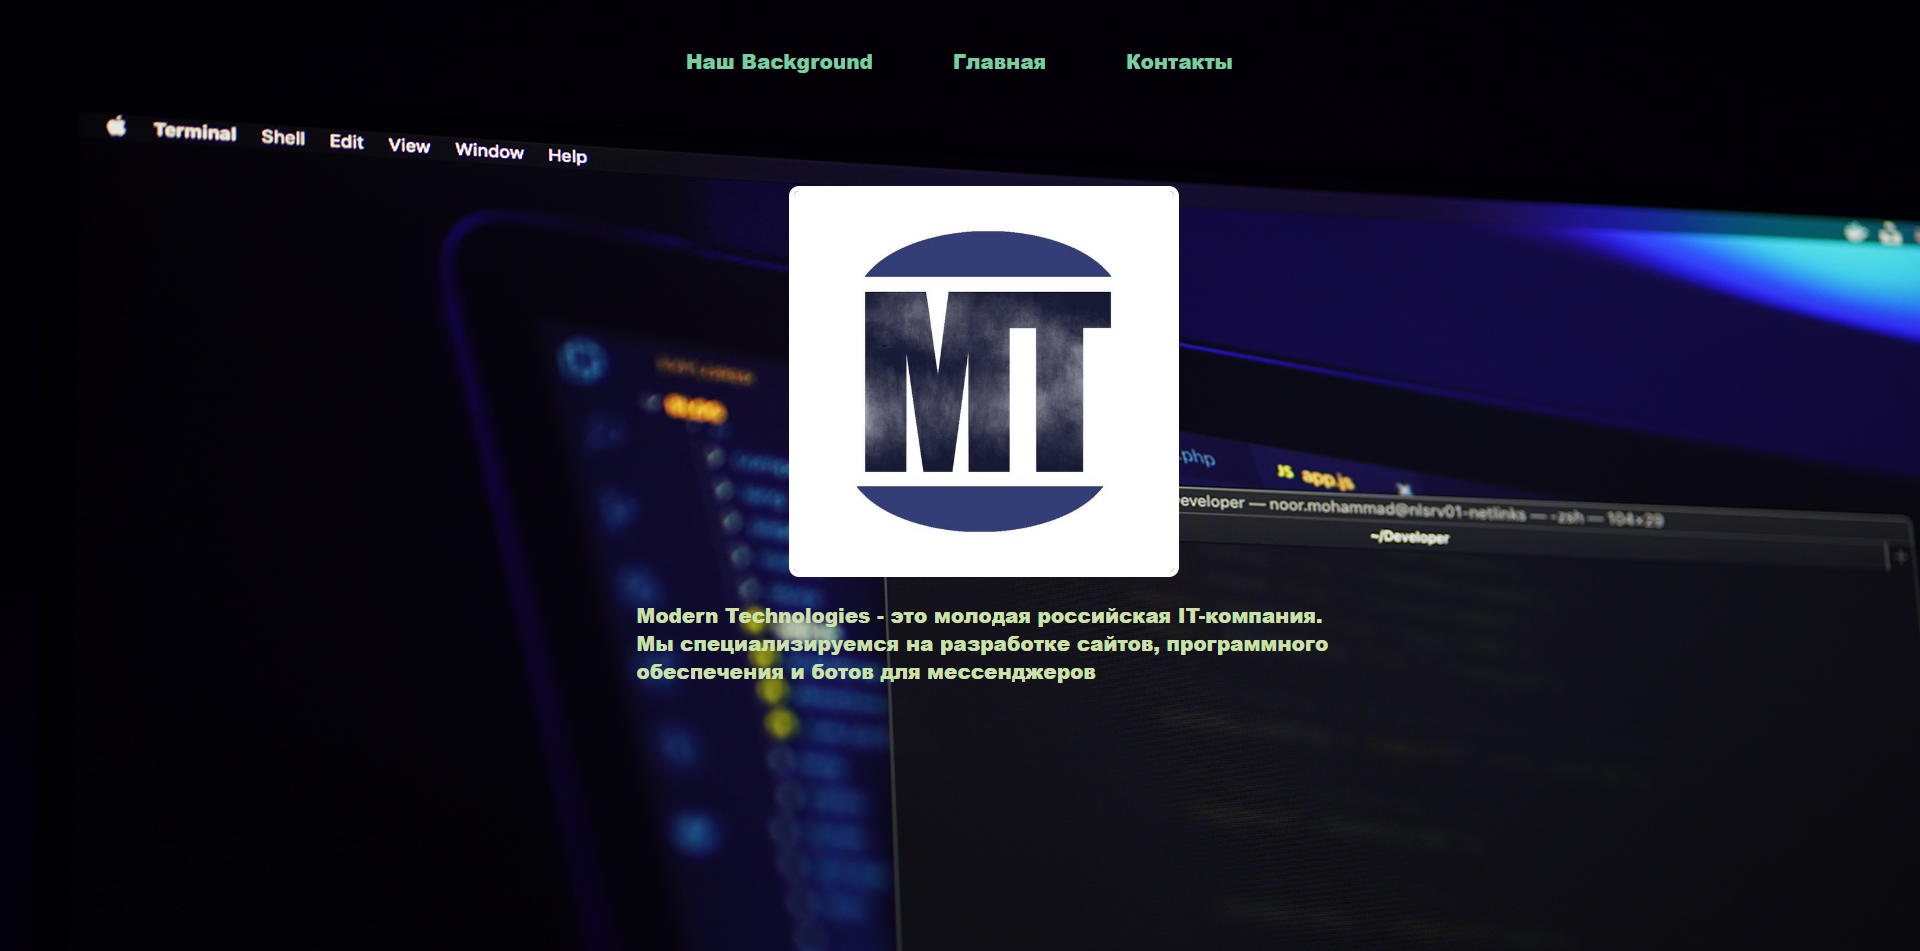 Наш Background Главная Контакты
Terminal Shell Edit View Window Help
MT
.php
JS app.js
eveloper — noor.mohammad@nlsrv01-netlinks — -zsh — 104×29
~/Developer
Modern Technologies - это молодая российская IT-компания.
Мы специализируемся на разработке сайтов, программного
обеспечения и ботов для мессенджеров